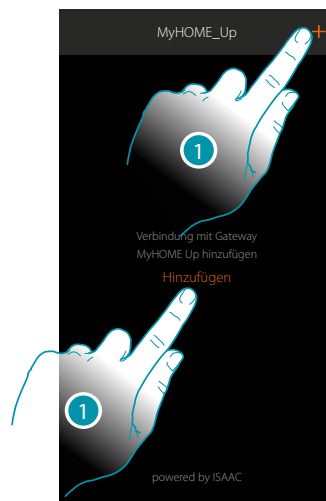 MyHOME_Up
+
1
Verbindung mit Gateway
MyHOME Up hinzufügen
Hinzufügen
1
powered by ISAAC